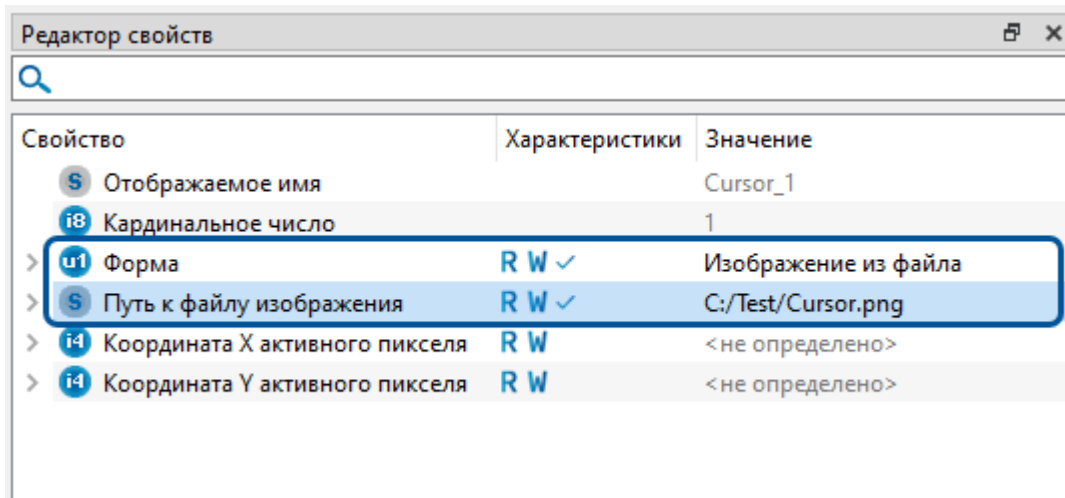 Редактор свойств
Свойство Характеристики Значение
S Отображаемое имя Cursor_1
i8 Кардинальное число 1
u1 Форма R W Изображение из файла
S Путь к файлу изображения R W C:/Test/Cursor.png
i4 Координата X активного пикселя R W <не определено>
i4 Координата Y активного пикселя R W <не определено>